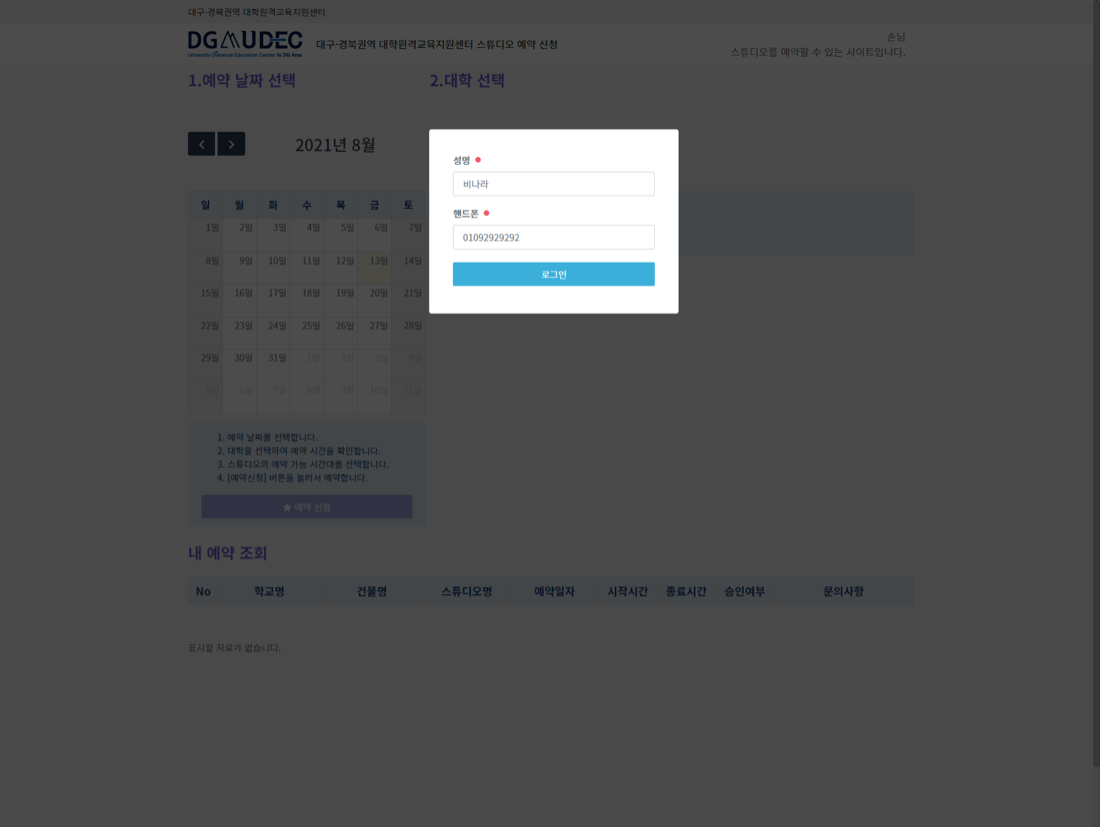 대구·경북권역 대학원격교육지원센터
DGUDEC
University Distance Education Center in DG Area
대구·경북권역 대학원격교육지원센터 스튜디오 예약 신청
손님
스튜디오를 예약할 수 있는 사이트입니다.
1.예약 날짜 선택
2.대학 선택
2021년 8월
성명
비나라
핸드폰
01092929292
로그인
일 월 화 수 목 금 토
1일 2일 3일 4일 5일 6일 7일
8일 9일 10일 11일 12일 13일 14일
15일 16일 17일 18일 19일 20일 21일
22일 23일 24일 25일 26일 27일 28일
29일 30일 31일 1일 2일 3일 4일
5일 6일 7일 8일 9일 10일 11일
1. 예약 날짜를 선택합니다.
2. 대학을 선택하여 예약 시간을 확인합니다.
3. 스튜디오의 예약 가능 시간대를 선택합니다.
4. [예약신청] 버튼을 눌러서 예약합니다.
★ 예약 신청
내 예약 조회
No 학교명 건물명 스튜디오명 예약일자 시작시간 종료시간 승인여부 문의사항
표시할 자료가 없습니다.